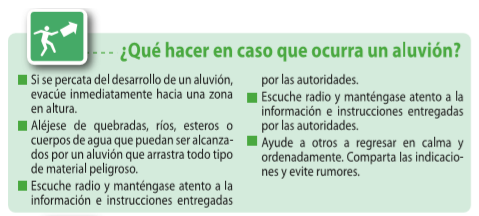 ¿Qué hacer en caso que ocurra un aluvión?
Si se percata del desarrollo de un aluvión,
evacúe inmediatamente hacia una zona
en altura.
Aléjese de quebradas, ríos, esteros o
cuerpos de agua que puedan ser alcanza-
dos por un aluvión que arrastra todo tipo
de material peligroso.
Escuche radio y manténgase atento a la
información e instrucciones entregadas
por las autoridades.
Escuche radio y manténgase atento a la
información e instrucciones entregadas
por las autoridades.
Ayude a otros a regresar en calma y
ordenadamente. Comparta las indicacio-
nes y evite rumores.